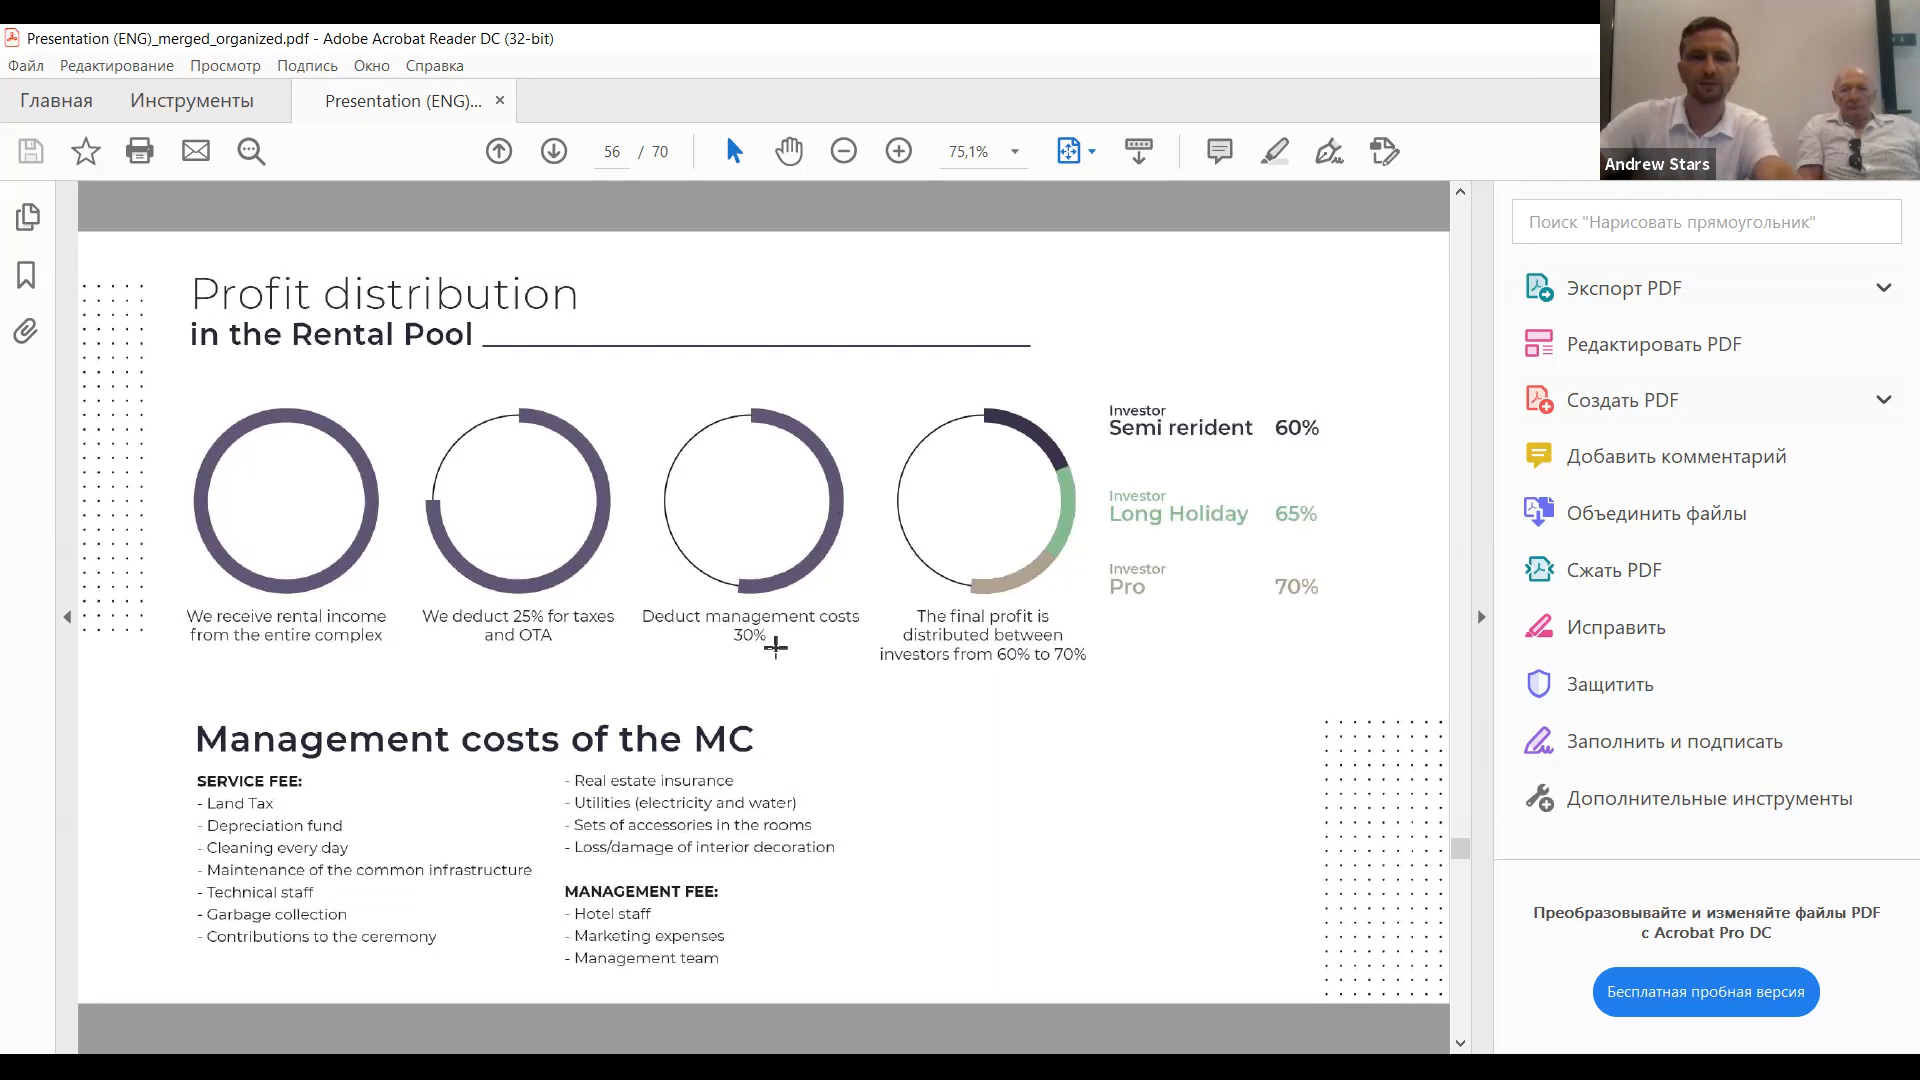 Presentation (ENG)_merged_organized.pdf - Adobe Acrobat Reader DC (32-bit)
Файл Редактирование Просмотр Подпись Окно Справка
Главная Инструменты Presentation (ENG)... ×
56 / 70 75,1%
Andrew Stars
Profit distribution
in the Rental Pool
We receive rental income
from the entire complex
We deduct 25% for taxes
and OTA
Deduct management costs
30%
The final profit is
distributed between
investors from 60% to 70%
Investor
Semi rerident 60%
Investor
Long Holiday 65%
Investor
Pro 70%
Management costs of the MC
SERVICE FEE:
- Land Tax
- Depreciation fund
- Cleaning every day
- Maintenance of the common infrastructure
- Technical staff
- Garbage collection
- Contributions to the ceremony
- Real estate insurance
- Utilities (electricity and water)
- Sets of accessories in the rooms
- Loss/damage of interior decoration
MANAGEMENT FEE:
- Hotel staff
- Marketing expenses
- Management team
Поиск "Нарисовать прямоугольник"
Экспорт PDF
Редактировать PDF
Создать PDF
Добавить комментарий
Объединить файлы
Сжать PDF
Исправить
Защитить
Заполнить и подписать
Дополнительные инструменты
Преобразовывайте и изменяйте файлы PDF
с Acrobat Pro DC
Бесплатная пробная версия